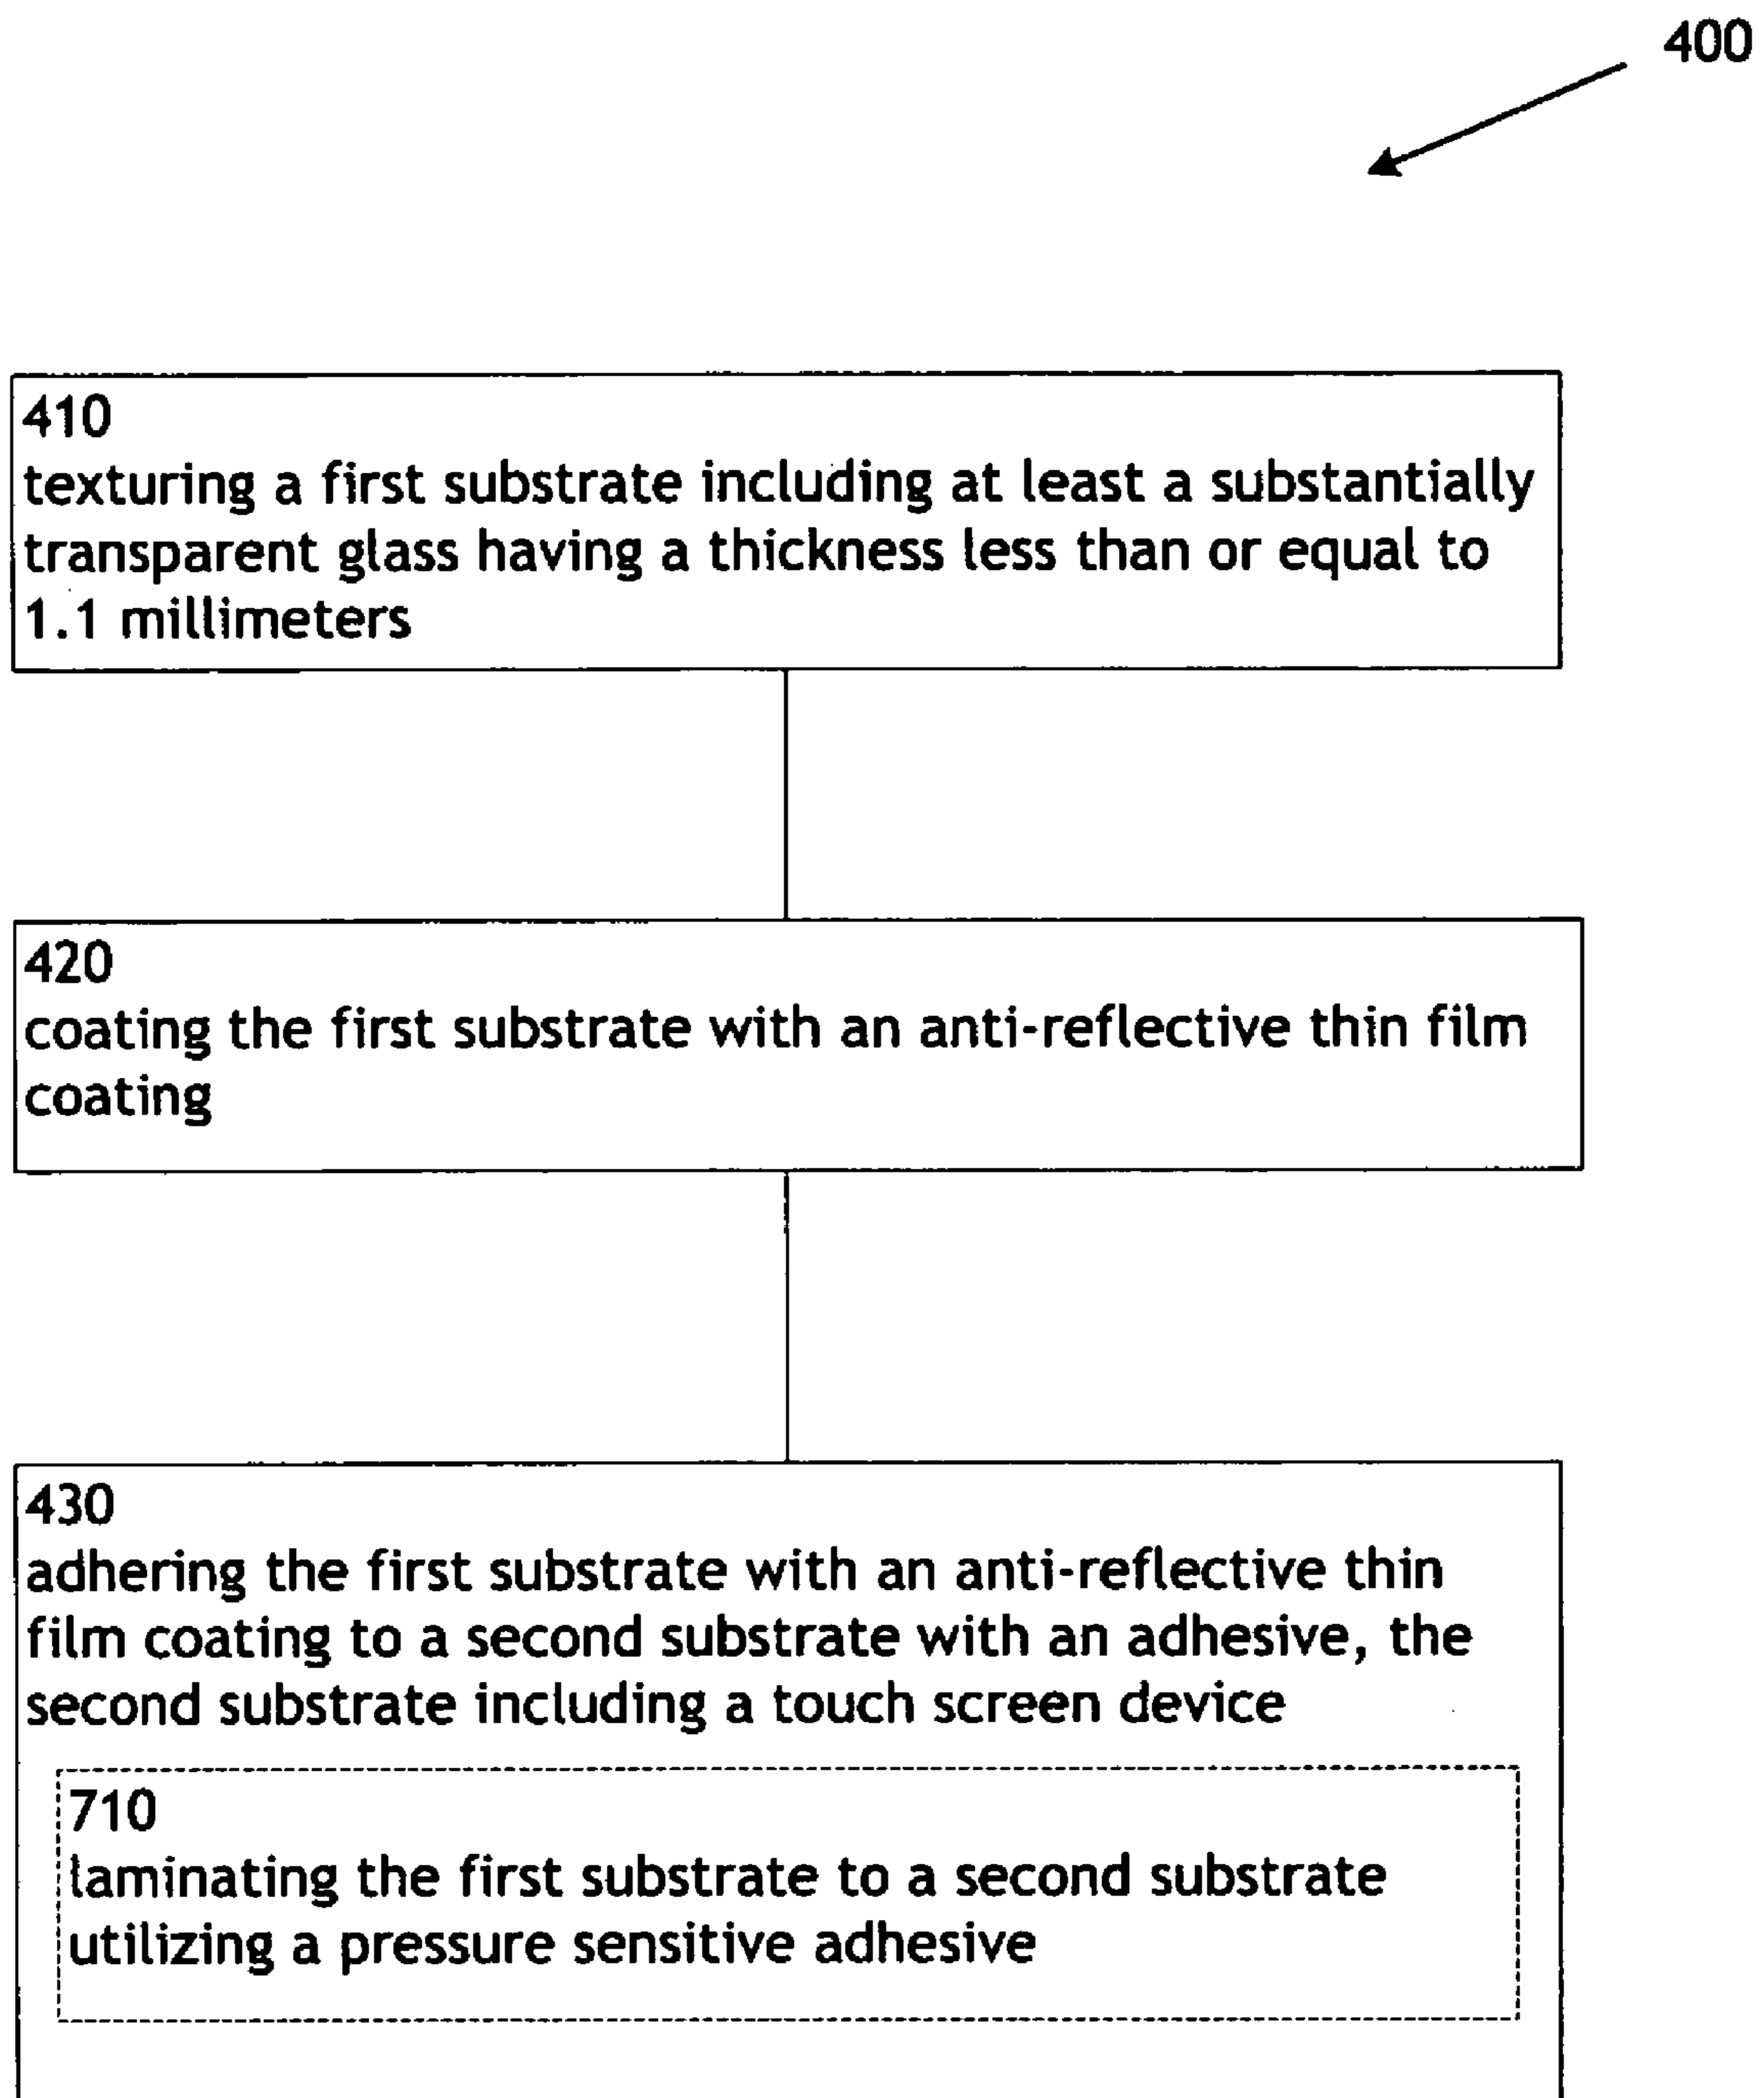 400
410
texturing a first substrate including at least a substantially
transparent glass having a thickness less than or equal to
1.1 millimeters
420
coating the first substrate with an anti-reflective thin film
coating
430
adhering the first substrate with an anti-reflective thin
film coating to a second substrate with an adhesive, the
second substrate including a touch screen device
710
laminating the first substrate to a second substrate
utilizing a pressure sensitive adhesive